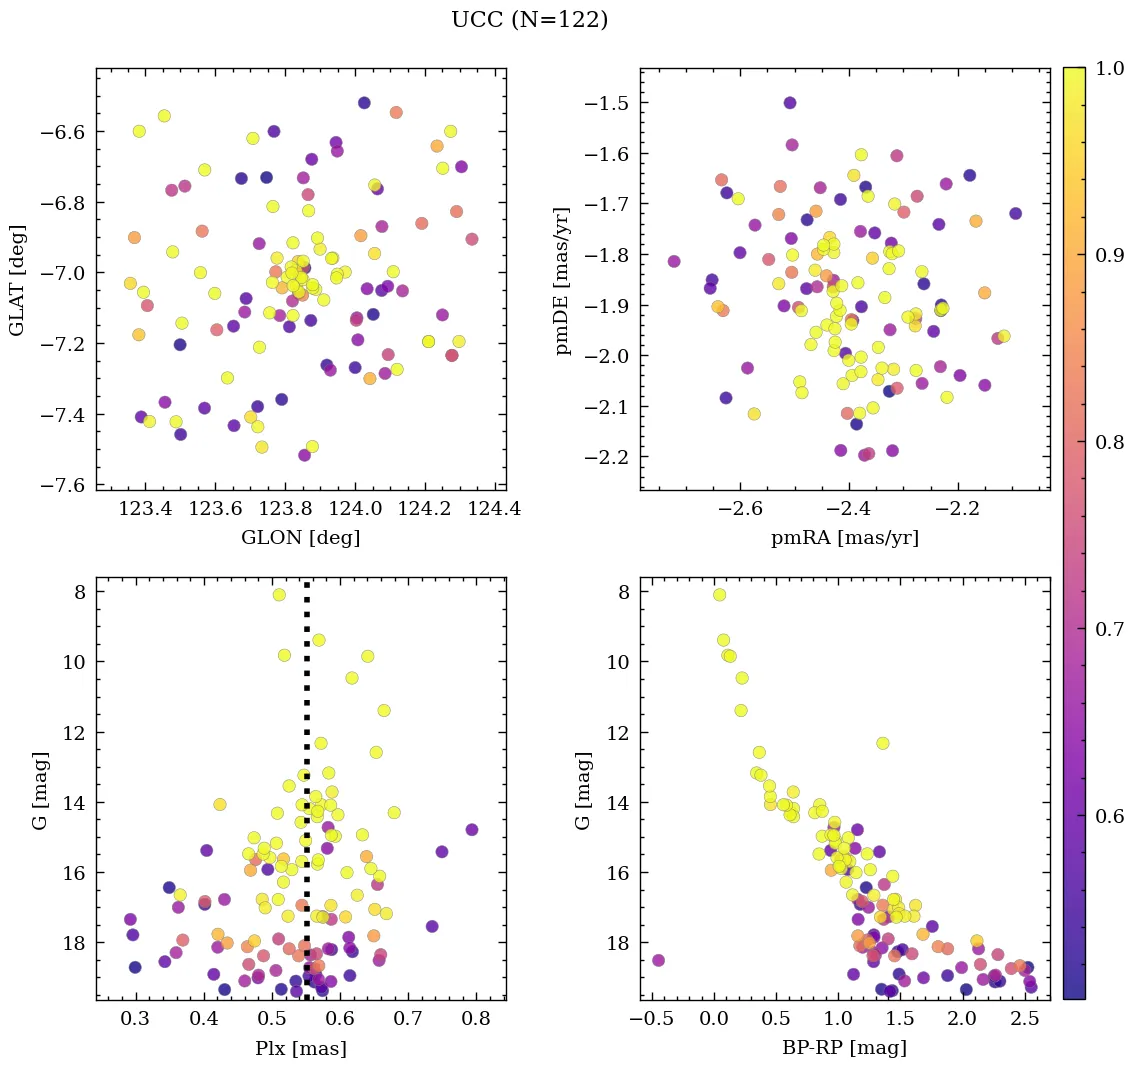 UCC (N=122)
GLAT [deg]
−6.6
−6.8
−7.0
−7.2
−7.4
−7.6
123.4 123.6 123.8 124.0 124.2 124.4
GLON [deg]
pmDE [mas/yr]
−1.5
−1.6
−1.7
−1.8
−1.9
−2.0
−2.1
−2.2
−2.6 −2.4 −2.2
pmRA [mas/yr]
G [mag]
8
10
12
14
16
18
0.3 0.4 0.5 0.6 0.7 0.8
Plx [mas]
G [mag]
8
10
12
14
16
18
−0.5 0.0 0.5 1.0 1.5 2.0 2.5
BP-RP [mag]
1.0
0.9
0.8
0.7
0.6